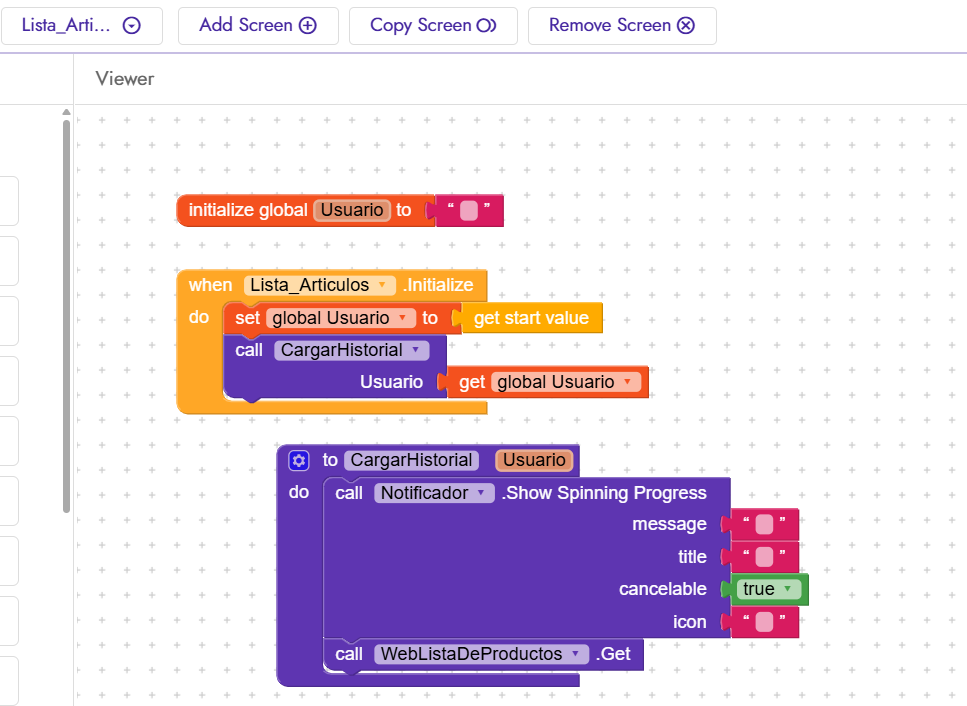 Lista_Arti... Add Screen Copy Screen Remove Screen
Viewer
initialize global Usuario to “ ”
when Lista_Articulos .Initialize
do set global Usuario to get start value
call CargarHistorial
Usuario get global Usuario
to CargarHistorial Usuario
do call Notificador .Show Spinning Progress
message “ ”
title “ ”
cancelable true
icon “ ”
call WebListaDeProductos .Get